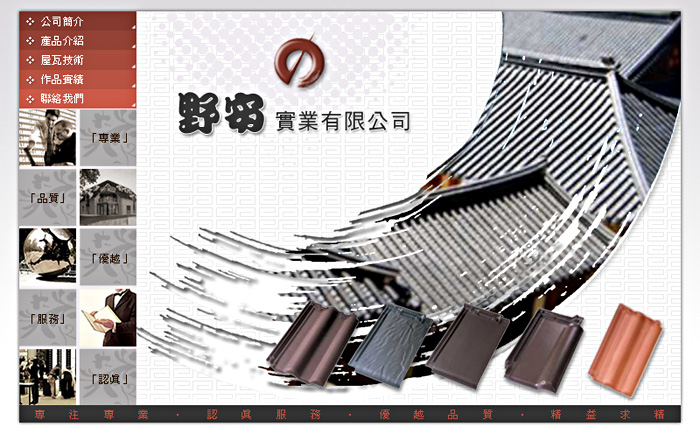 公司簡介
產品介紹
屋瓦技術
作品實績
聯絡我們
の
野窑
實業有限公司
「專業」
「品質」
「優越」
「服務」
「認真」
專注專業・認真服務・優越品質・精益求精